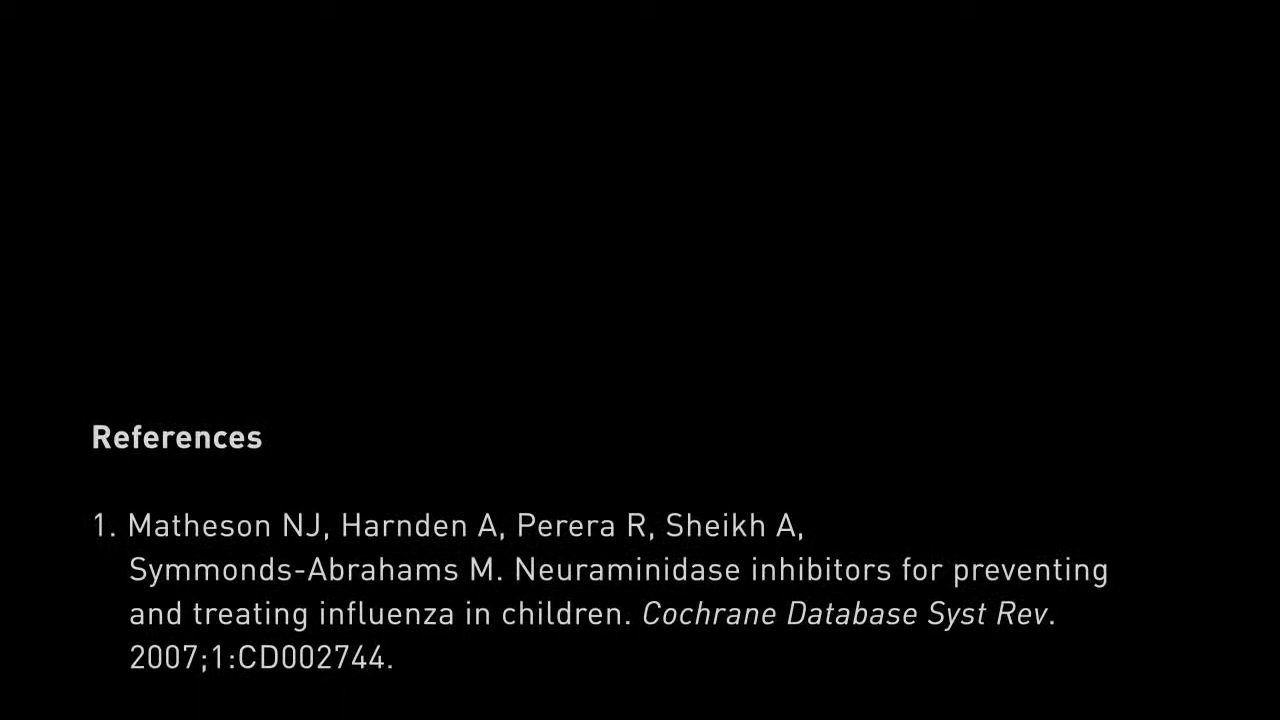 References
1. Matheson NJ, Harnden A, Perera R, Sheikh A,
Symmonds-Abrahams M. Neuraminidase inhibitors for preventing
and treating influenza in children. Cochrane Database Syst Rev.
2007;1:CD002744.